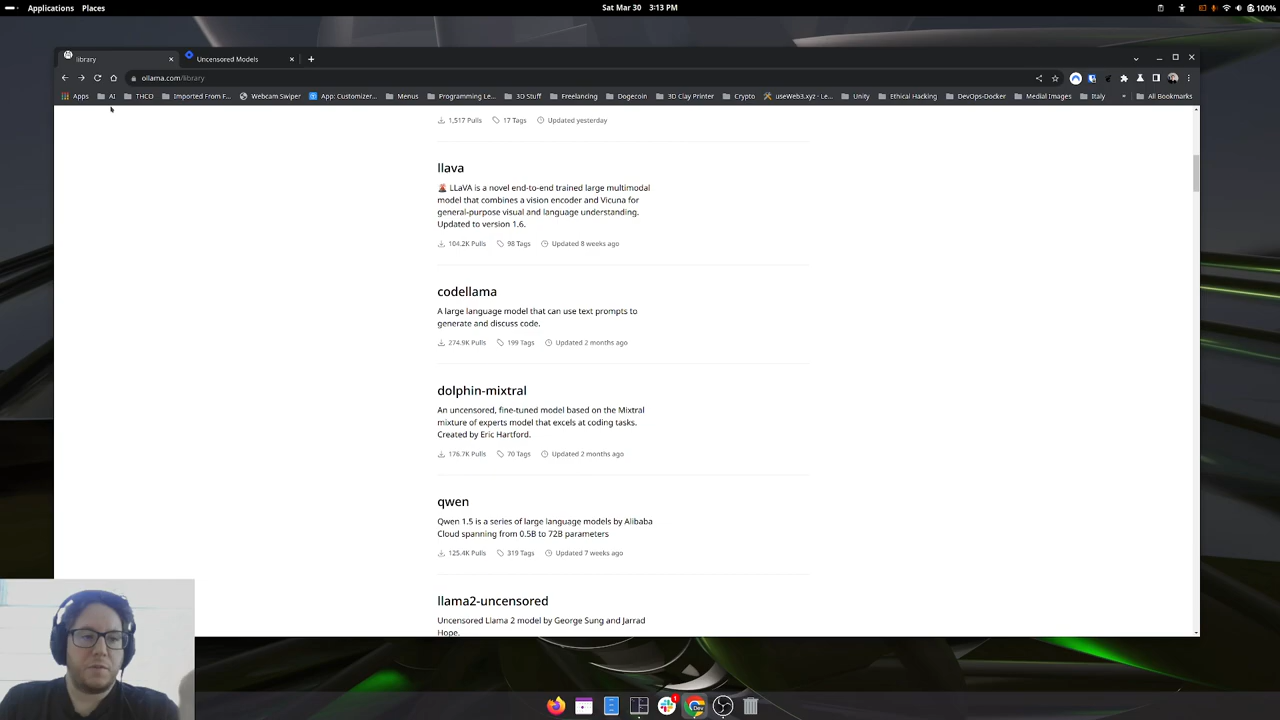 Applications Places Sat Mar 30 3:13 PM 100%
library Uncensored Models
ollama.com/library
Apps AI THCO Imported From F... Webcam Swiper App: Customizer... Menus Programming Le... 3D Stuff Freelancing Dogecoin 3D Clay Printer Crypto useWeb3.xyz - Le... Unity Ethical Hacking DevOps-Docker Medial Images Italy All Bookmarks
1,517 Pulls 17 Tags Updated yesterday
llava
LLaVA is a novel end-to-end trained large multimodal
model that combines a vision encoder and Vicuna for
general-purpose visual and language understanding.
Updated to version 1.6.
104.2K Pulls 98 Tags Updated 8 weeks ago
codellama
A large language model that can use text prompts to
generate and discuss code.
274.9K Pulls 199 Tags Updated 2 months ago
dolphin-mixtral
An uncensored, fine-tuned model based on the Mixtral
mixture of experts model that excels at coding tasks.
Created by Eric Hartford.
176.7K Pulls 70 Tags Updated 2 months ago
qwen
Qwen 1.5 is a series of large language models by Alibaba
Cloud spanning from 0.5B to 72B parameters
125.4K Pulls 319 Tags Updated 7 weeks ago
llama2-uncensored
Uncensored Llama 2 model by George Sung and Jarrad
Hope.
1
Dev